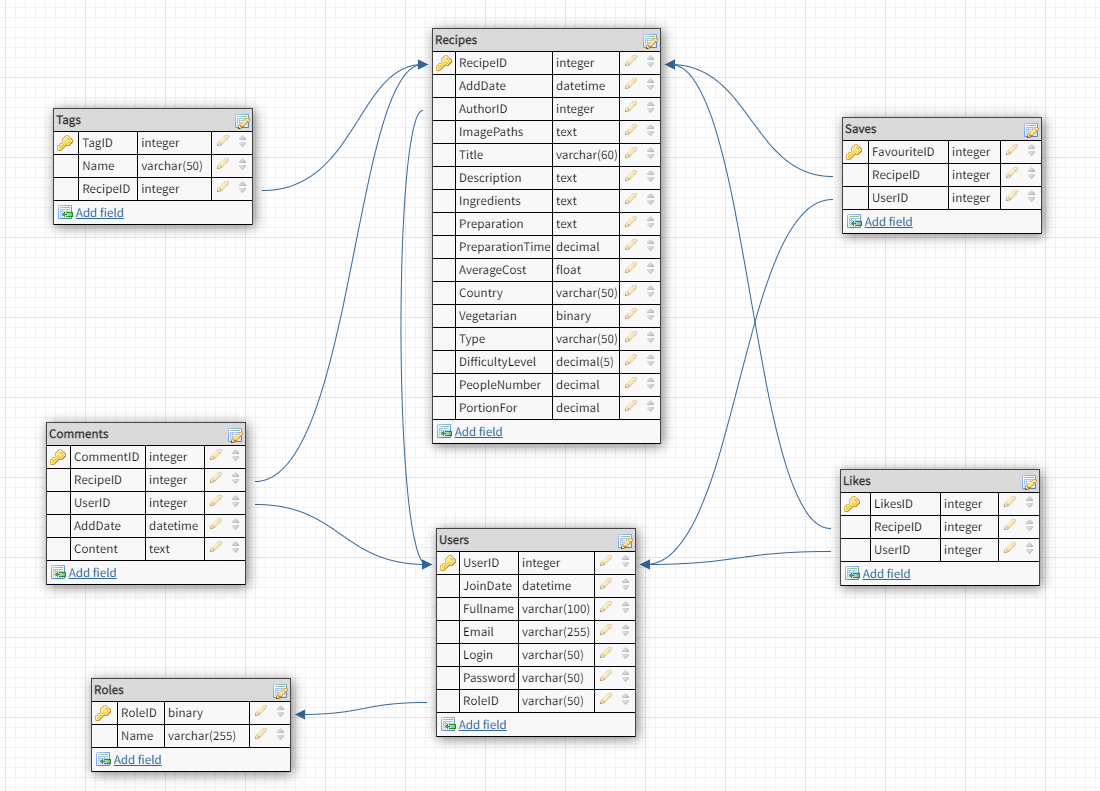 Recipes
RecipeID integer
AddDate datetime
AuthorID integer
ImagePaths text
Title varchar(60)
Description text
Ingredients text
Preparation text
PreparationTime decimal
AverageCost float
Country varchar(50)
Vegetarian binary
Type varchar(50)
DifficultyLevel decimal(5)
PeopleNumber decimal
PortionFor decimal
Add field
Tags
TagID integer
Name varchar(50)
RecipeID integer
Add field
Saves
FavouriteID integer
RecipeID integer
UserID integer
Add field
Comments
CommentID integer
RecipeID integer
UserID integer
AddDate datetime
Content text
Add field
Likes
LikesID integer
RecipeID integer
UserID integer
Add field
Users
UserID integer
JoinDate datetime
Fullname varchar(100)
Email varchar(255)
Login varchar(50)
Password varchar(50)
RoleID varchar(50)
Add field
Roles
RoleID binary
Name varchar(255)
Add field